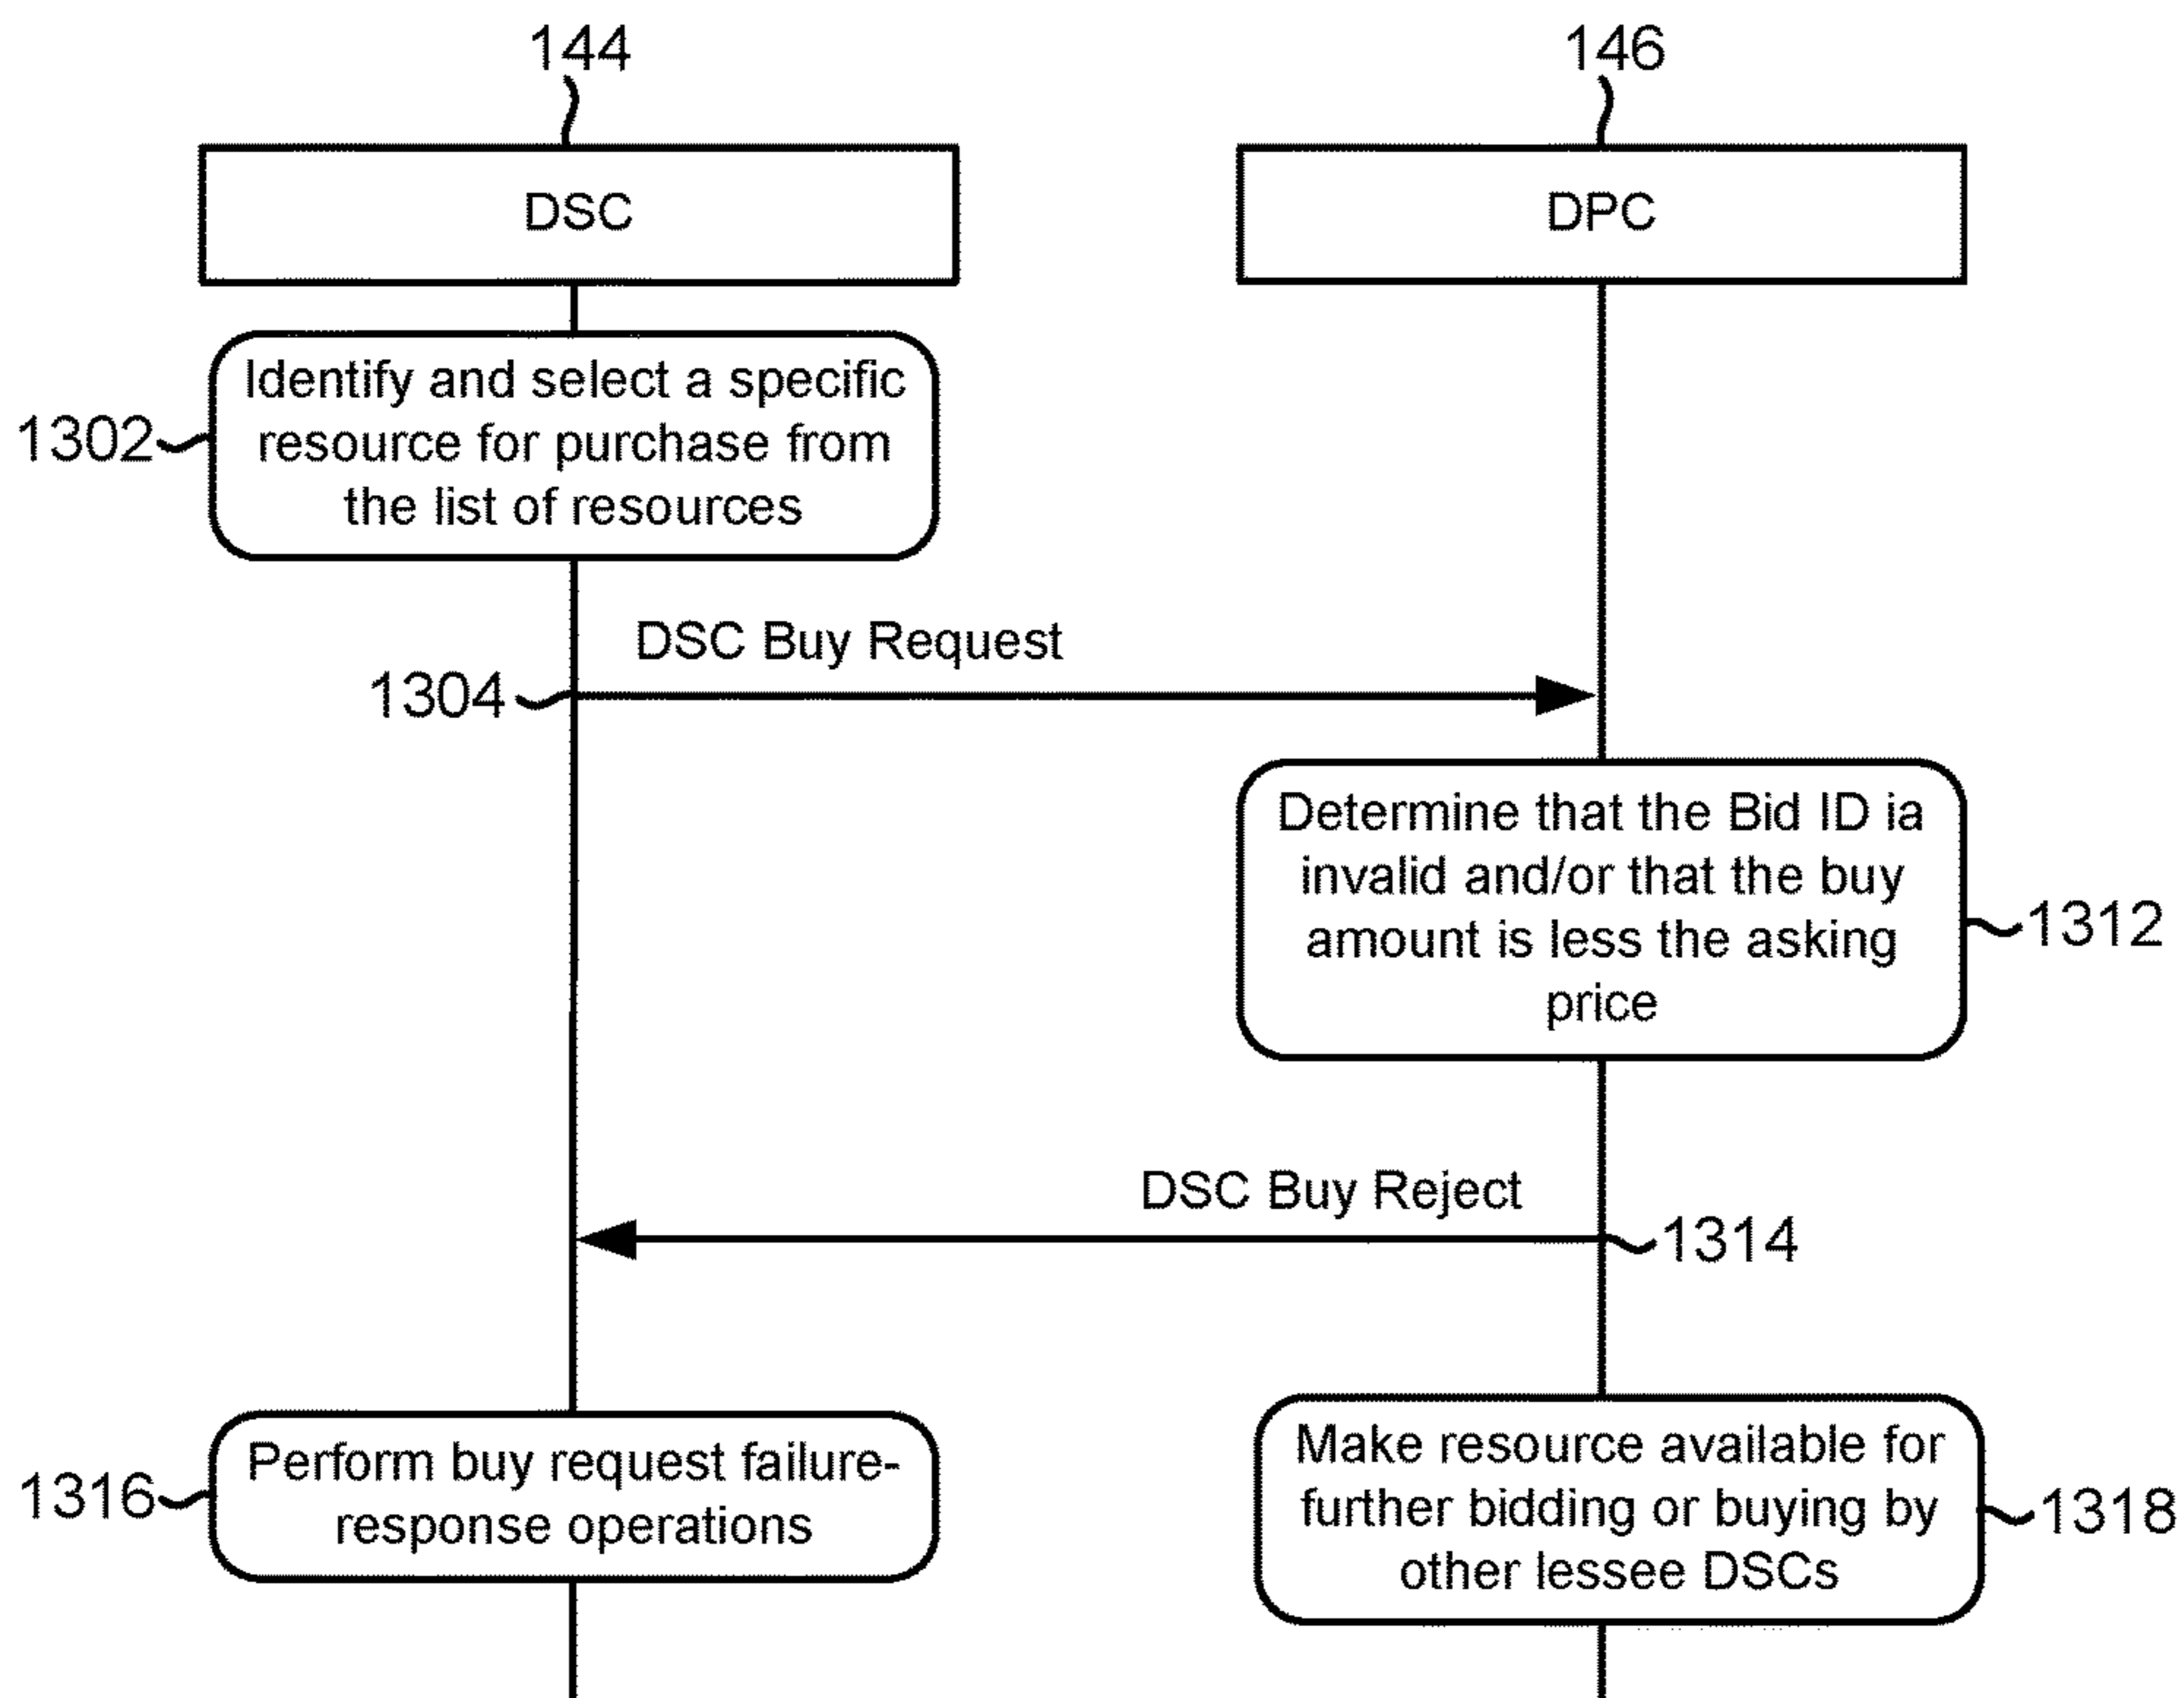 144
146
DSC
DPC
Identify and select a specific
resource for purchase from
the list of resources
1302
DSC Buy Request
1304
Determine that the Bid ID ia
invalid and/or that the buy
amount is less the asking
price
1312
DSC Buy Reject
1314
Perform buy request failure-
response operations
1316
Make resource available for
further bidding or buying by
other lessee DSCs
1318